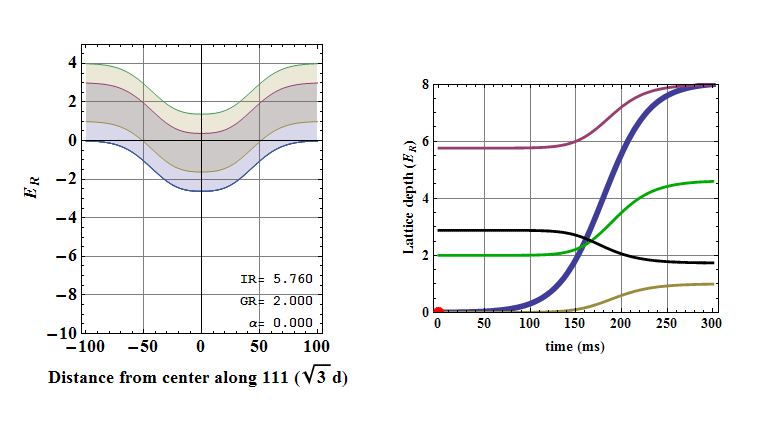 4
2
0
−2
−4
−6
−8
−10
E_R
IR= 5.760
GR= 2.000
α= 0.000
−100 −50 0 50 100
Distance from center along 111 (√3 d)
8
6
4
2
0
Lattice depth (E_R)
0 50 100 150 200 250 300
time (ms)